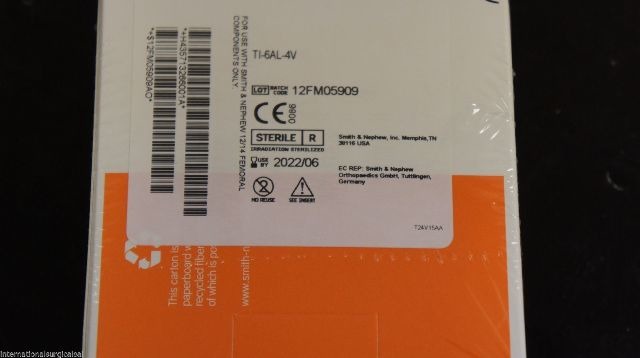 TI-6AL-4V
LOT BATCH CODE 12FM05909
CE 0086
STERILE R
IRRADIATION STERILIZED
USE BY 2022/06
NO REUSE
SEE INSERT
Smith & Nephew, Inc. Memphis,TN
38116 USA
EC REP: Smith & Nephew
Orthopaedics GmbH, Tuttlingen,
Germany
T24V15AA
FOR USE WITH SMITH & NEPHEW 12/14 FEMORAL
COMPONENTS ONLY
This carton is
paperboard
recycled fiber
of which is
www.smith-n
internationalsurgical